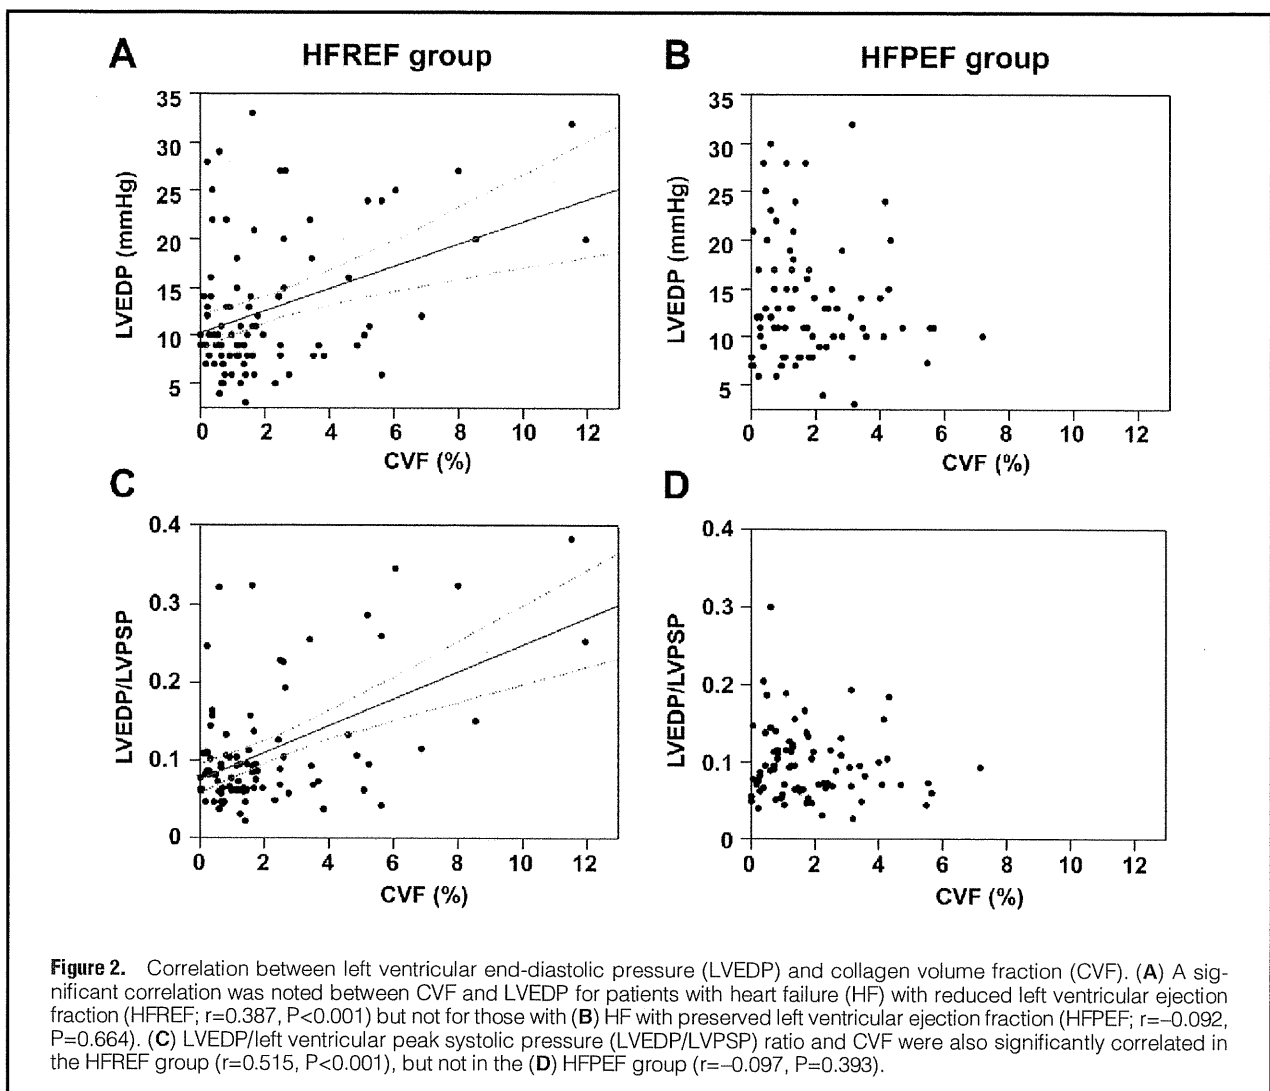 A
HFREF group
35
30
25
20
15
10
5
LVEDP (mmHg)
0 2 4 6 8 10 12
CVF (%)
B
HFPEF group
35
30
25
20
15
10
5
LVEDP (mmHg)
0 2 4 6 8 10 12
CVF (%)
C
0.4
0.3
0.2
0.1
0
LVEDP/LVPSP
0 2 4 6 8 10 12
CVF (%)
D
0.4
0.3
0.2
0.1
0
LVEDP/LVPSP
0 2 4 6 8 10 12
CVF (%)
Figure 2. Correlation between left ventricular end-diastolic pressure (LVEDP) and collagen volume fraction (CVF). (A) A sig-
nificant correlation was noted between CVF and LVEDP for patients with heart failure (HF) with reduced left ventricular ejection
fraction (HFREF; r=0.387, P<0.001) but not for those with (B) HF with preserved left ventricular ejection fraction (HFPEF; r=–0.092,
P=0.664). (C) LVEDP/left ventricular peak systolic pressure (LVEDP/LVPSP) ratio and CVF were also significantly correlated in
the HFREF group (r=0.515, P<0.001), but not in the (D) HFPEF group (r=–0.097, P=0.393).